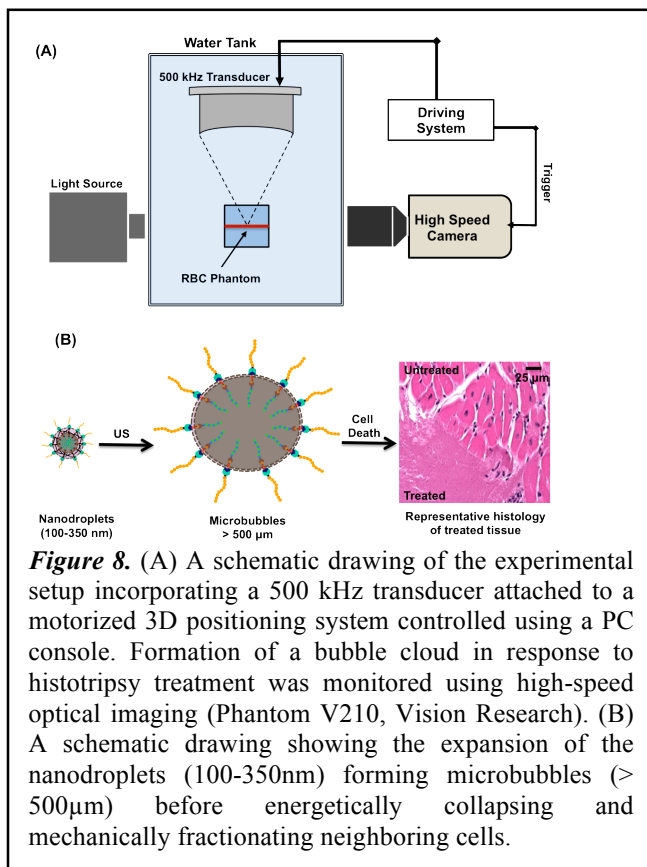 (A)
Water Tank
500 kHz Transducer
Driving
System
Light Source
Trigger
High Speed
Camera
RBC Phantom
(B)
US
Cell
Death
Untreated
25 µm
Treated
Nanodroplets
(100-350 nm)
Microbubbles
> 500 µm
Representative histology
of treated tissue
Figure 8. (A) A schematic drawing of the experimental
setup incorporating a 500 kHz transducer attached to a
motorized 3D positioning system controlled using a PC
console. Formation of a bubble cloud in response to
histotripsy treatment was monitored using high-speed
optical imaging (Phantom V210, Vision Research). (B)
A schematic drawing showing the expansion of the
nanodroplets (100-350nm) forming microbubbles (>
500µm) before energetically collapsing and
mechanically fractionating neighboring cells.